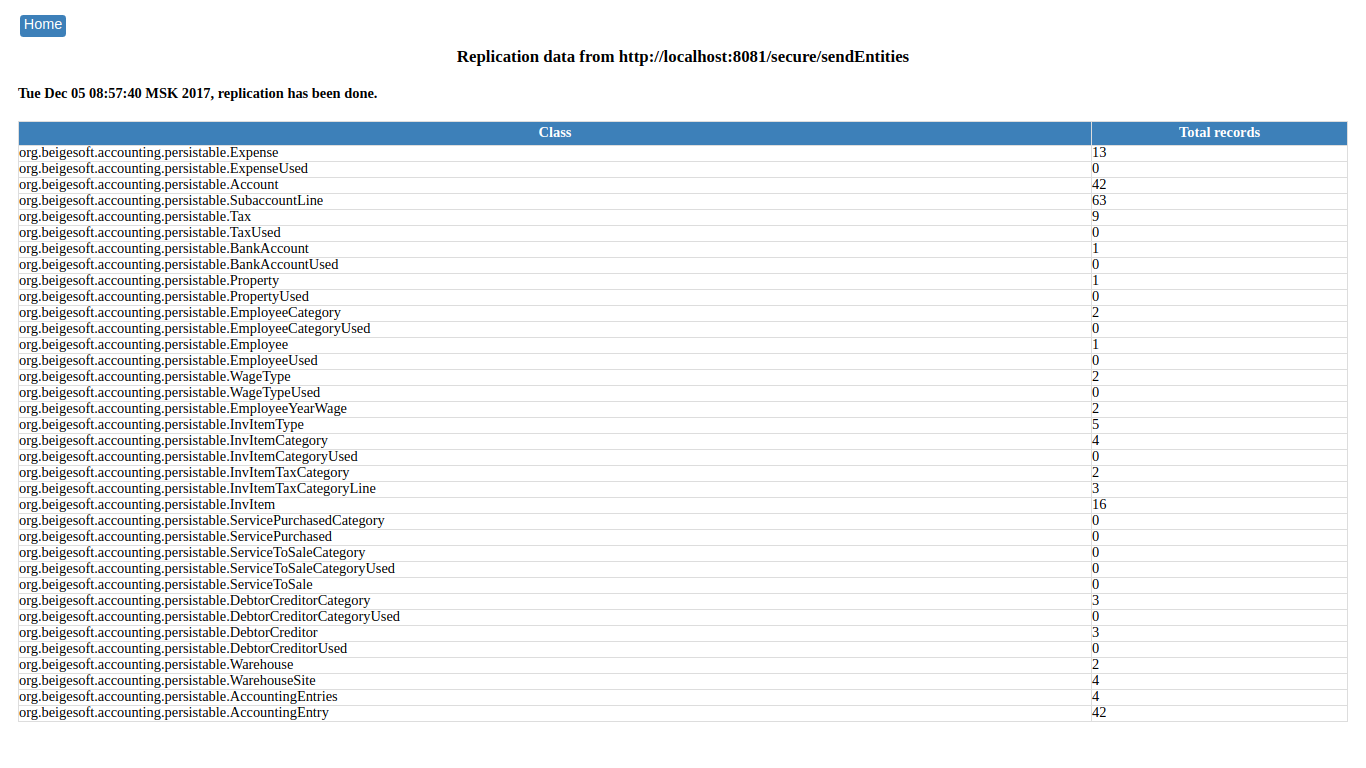 Home
Replication data from http://localhost:8081/secure/sendEntities
Tue Dec 05 08:57:40 MSK 2017, replication has been done.
Class Total records
org.beigesoft.accounting.persistable.Expense 13
org.beigesoft.accounting.persistable.ExpenseUsed 0
org.beigesoft.accounting.persistable.Account 42
org.beigesoft.accounting.persistable.SubaccountLine 63
org.beigesoft.accounting.persistable.Tax 9
org.beigesoft.accounting.persistable.TaxUsed 0
org.beigesoft.accounting.persistable.BankAccount 1
org.beigesoft.accounting.persistable.BankAccountUsed 0
org.beigesoft.accounting.persistable.Property 1
org.beigesoft.accounting.persistable.PropertyUsed 0
org.beigesoft.accounting.persistable.EmployeeCategory 2
org.beigesoft.accounting.persistable.EmployeeCategoryUsed 0
org.beigesoft.accounting.persistable.Employee 1
org.beigesoft.accounting.persistable.EmployeeUsed 0
org.beigesoft.accounting.persistable.WageType 2
org.beigesoft.accounting.persistable.WageTypeUsed 0
org.beigesoft.accounting.persistable.EmployeeYearWage 2
org.beigesoft.accounting.persistable.InvItemType 5
org.beigesoft.accounting.persistable.InvItemCategory 4
org.beigesoft.accounting.persistable.InvItemCategoryUsed 0
org.beigesoft.accounting.persistable.InvItemTaxCategory 2
org.beigesoft.accounting.persistable.InvItemTaxCategoryLine 3
org.beigesoft.accounting.persistable.InvItem 16
org.beigesoft.accounting.persistable.ServicePurchasedCategory 0
org.beigesoft.accounting.persistable.ServicePurchased 0
org.beigesoft.accounting.persistable.ServiceToSaleCategory 0
org.beigesoft.accounting.persistable.ServiceToSaleCategoryUsed 0
org.beigesoft.accounting.persistable.ServiceToSale 0
org.beigesoft.accounting.persistable.DebtorCreditorCategory 3
org.beigesoft.accounting.persistable.DebtorCreditorCategoryUsed 0
org.beigesoft.accounting.persistable.DebtorCreditor 3
org.beigesoft.accounting.persistable.DebtorCreditorUsed 0
org.beigesoft.accounting.persistable.Warehouse 2
org.beigesoft.accounting.persistable.WarehouseSite 4
org.beigesoft.accounting.persistable.AccountingEntries 4
org.beigesoft.accounting.persistable.AccountingEntry 42